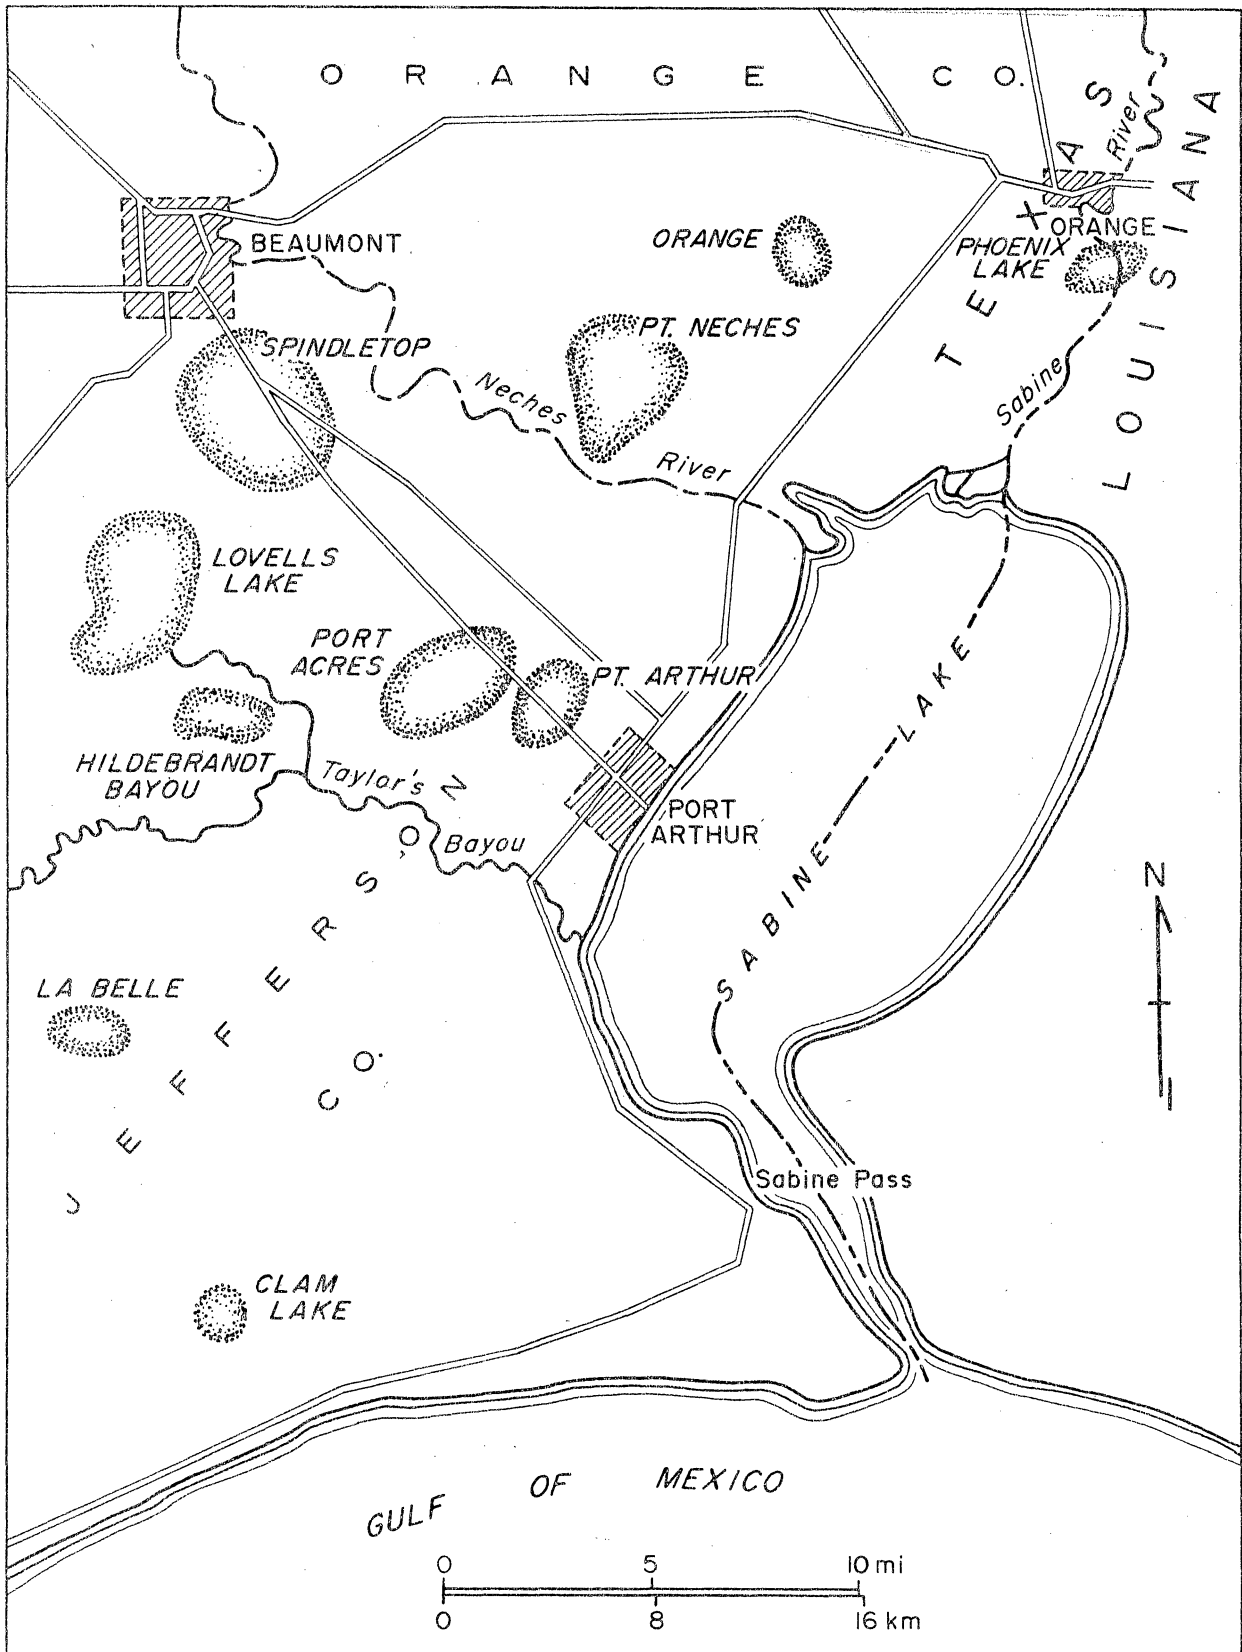 ORANGE CO.
TEXAS
River
LOUISIANA
BEAUMONT
ORANGE
ORANGE
PHOENIX
LAKE
PT. NECHES
SPINDLETOP
Neches
River
Sabine
LOVELLS
LAKE
PORT
ACRES
PT. ARTHUR
HILDEBRANDT
BAYOU
Taylor's
Bayou
PORT
ARTHUR
SABINE LAKE
JEFFERSON
CO.
N
LA BELLE
Sabine Pass
CLAM
LAKE
GULF OF MEXICO
0 5 10 mi
0 8 16 km